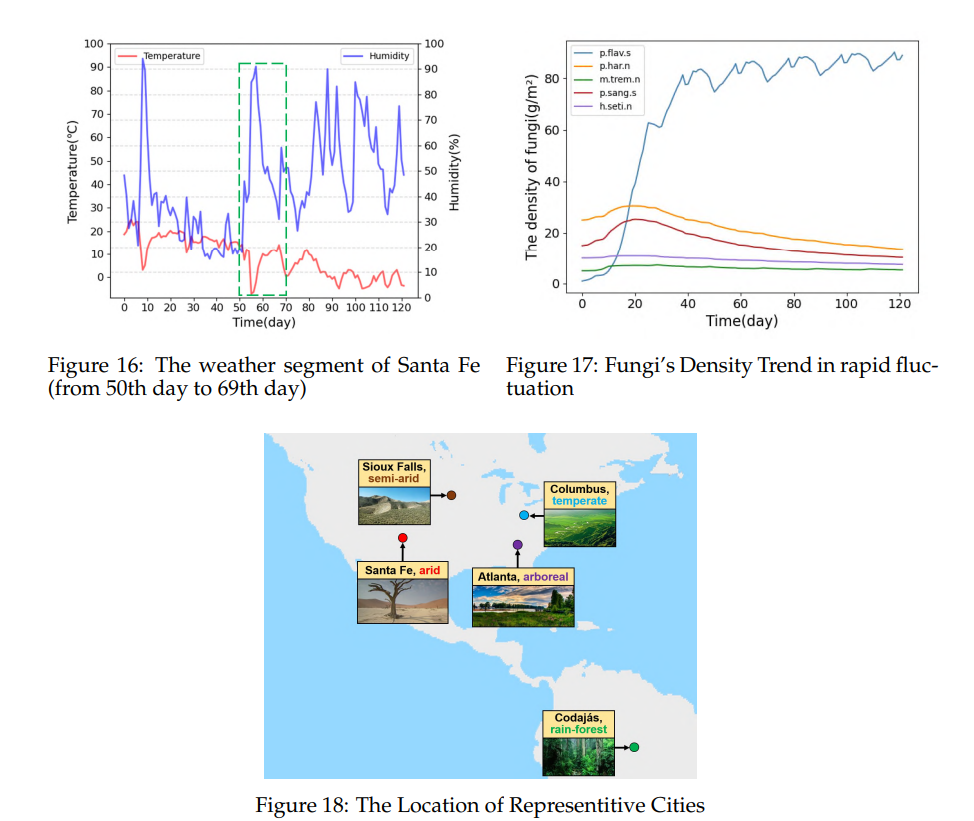 100
90
80
70
60
50
40
30
20
10
0
Temperature(℃)
Temperature
Humidity
100
90
80
70
60
50
40
30
20
10
0
Humidity(%)
0 10 20 30 40 50 60 70 80 90 100 110 120
Time(day)
Figure 16: The weather segment of Santa Fe
(from 50th day to 69th day)
p.flav.s
p.har.n
m.trem.n
p.sang.s
h.seti.n
80
60
40
20
0
The density of fungi(g/m²)
0 20 40 60 80 100 120
Time(day)
Figure 17: Fungi's Density Trend in rapid fluc-
tuation
Sioux Falls,
semi-arid
Columbus,
temperate
Santa Fe, arid
Atlanta, arboreal
Codajás,
rain-forest
Figure 18: The Location of Representitive Cities